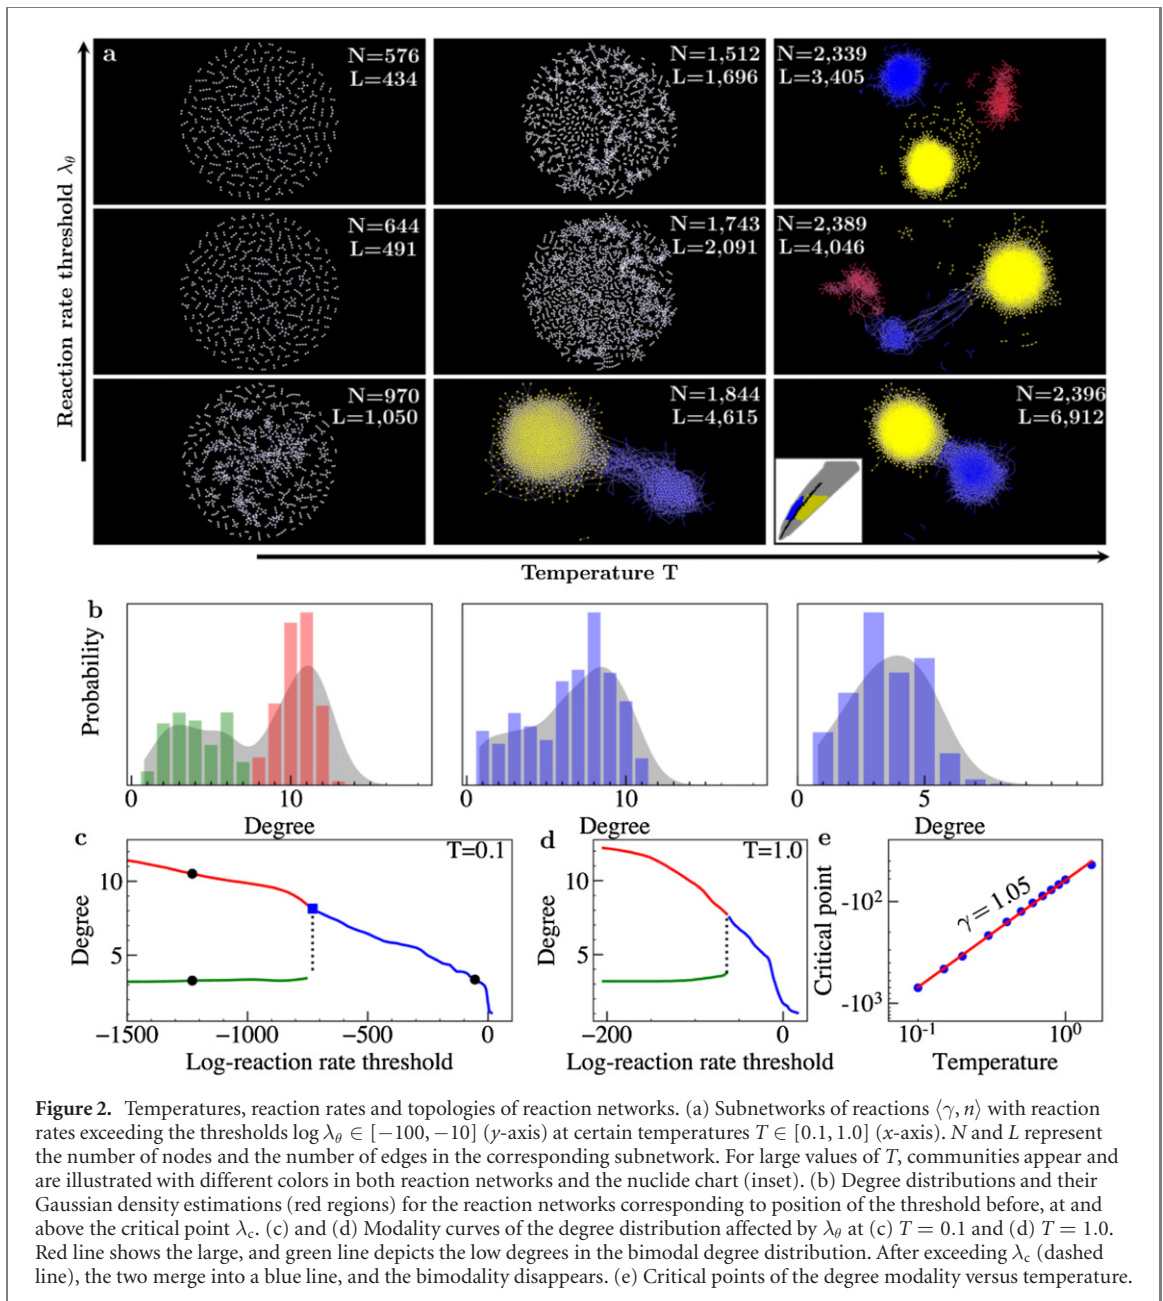 a
N=576
L=434
N=1,512
L=1,696
N=2,339
L=3,405
N=644
L=491
N=1,743
L=2,091
N=2,389
L=4,046
N=970
L=1,050
N=1,844
L=4,615
N=2,396
L=6,912
Reaction rate threshold λθ
Temperature T
b
Probability
0 10
Degree
0 10
Degree
0 5
Degree
c
T=0.1
Degree
10
5
−1500 −1000 −500 0
Log-reaction rate threshold
d
T=1.0
Degree
10
5
−200 0
Log-reaction rate threshold
e
Critical point
-10²
-10³
γ = 1.05
10⁻¹ 10⁰
Temperature
Figure 2. Temperatures, reaction rates and topologies of reaction networks. (a) Subnetworks of reactions ⟨γ, n⟩ with reaction
rates exceeding the thresholds log λθ ∈ [−100, −10] (y-axis) at certain temperatures T ∈ [0.1, 1.0] (x-axis). N and L represent
the number of nodes and the number of edges in the corresponding subnetwork. For large values of T, communities appear and
are illustrated with different colors in both reaction networks and the nuclide chart (inset). (b) Degree distributions and their
Gaussian density estimations (red regions) for the reaction networks corresponding to position of the threshold before, at and
above the critical point λc. (c) and (d) Modality curves of the degree distribution affected by λθ at (c) T = 0.1 and (d) T = 1.0.
Red line shows the large, and green line depicts the low degrees in the bimodal degree distribution. After exceeding λc (dashed
line), the two merge into a blue line, and the bimodality disappears. (e) Critical points of the degree modality versus temperature.